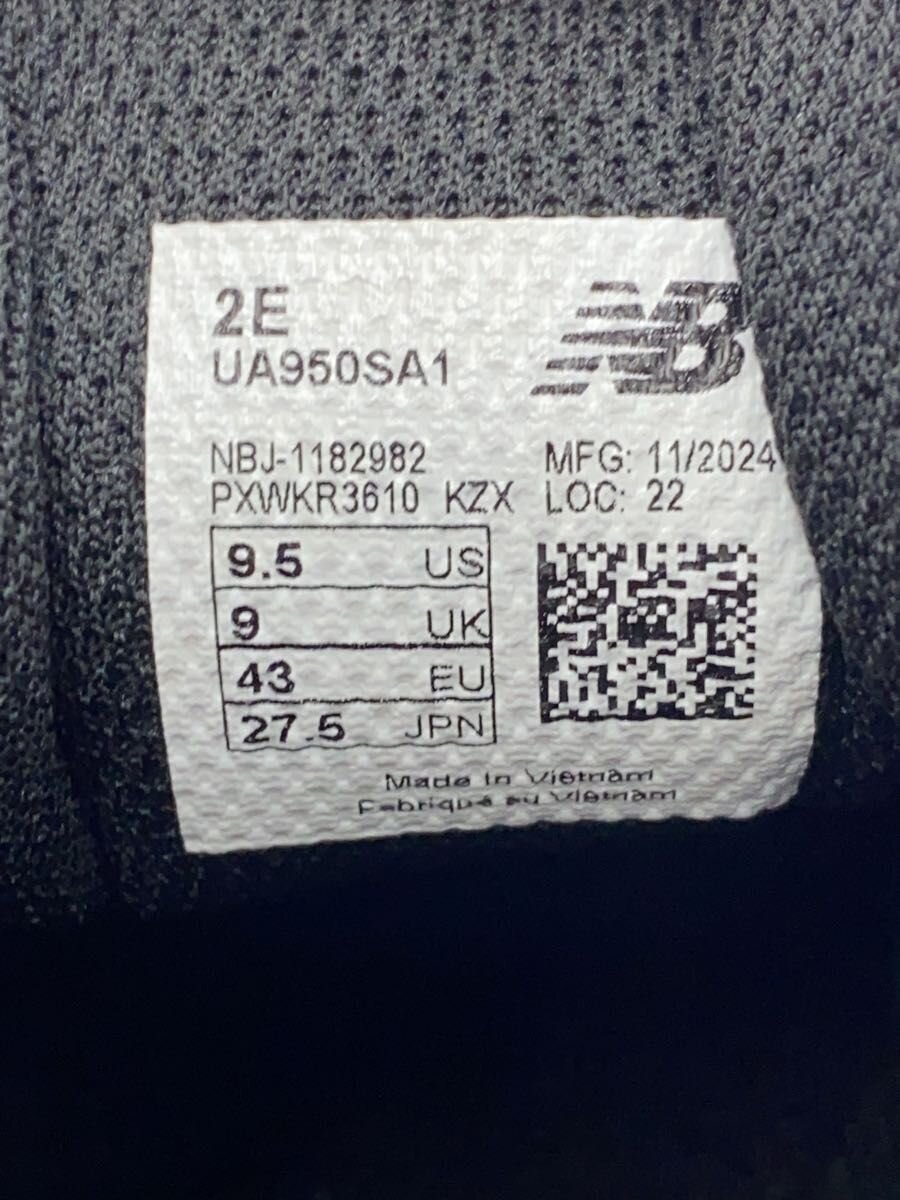 2E
NB
UA950SA1
NBJ-1182982 MFG: 11/2024
PXWKR3610 KZX LOC: 22
9.5 US
9 UK
43 EU
27.5 JPN
Made In Vietnam
Fabriqué au Vietnam